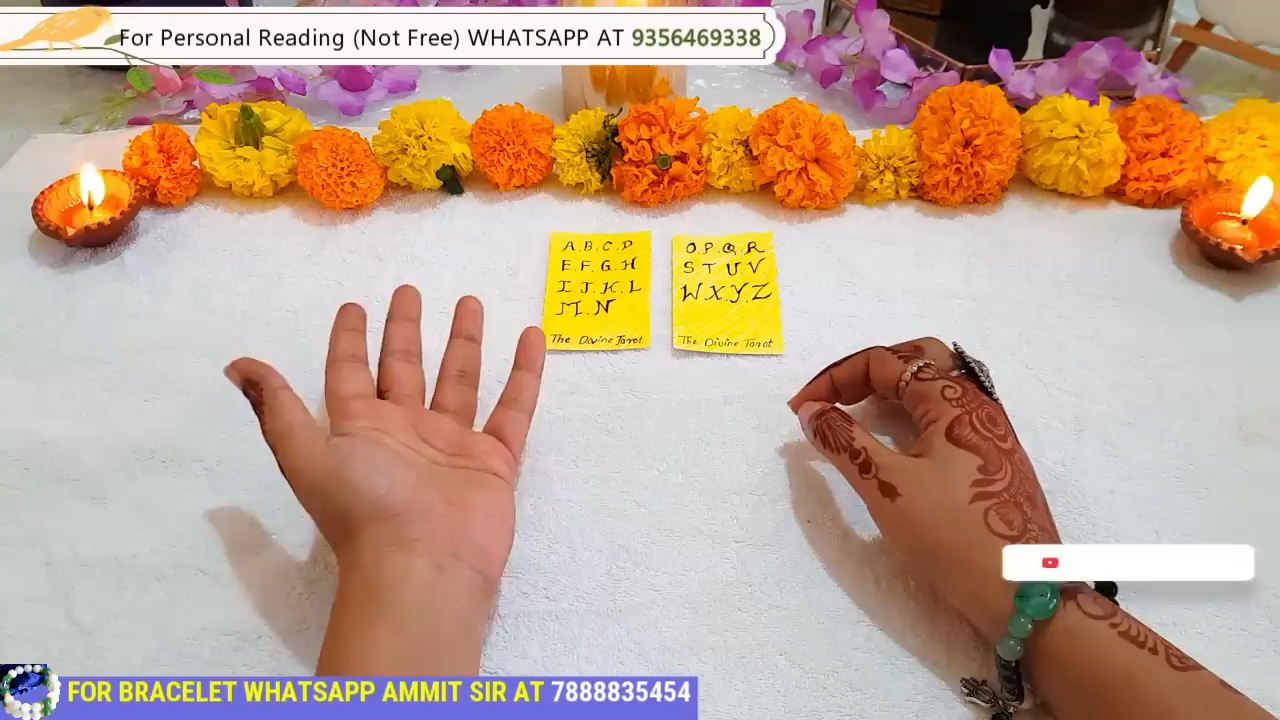 For Personal Reading (Not Free) WHATSAPP AT 9356469338
A.B.C.D
E.F.G.H
I.J.K.L
M.N
The Divine Tarot
O.P.Q.R
S T U V
W.X.Y.Z
The Divine Tarot
FOR BRACELET WHATSAPP AMMIT SIR AT 7888835454